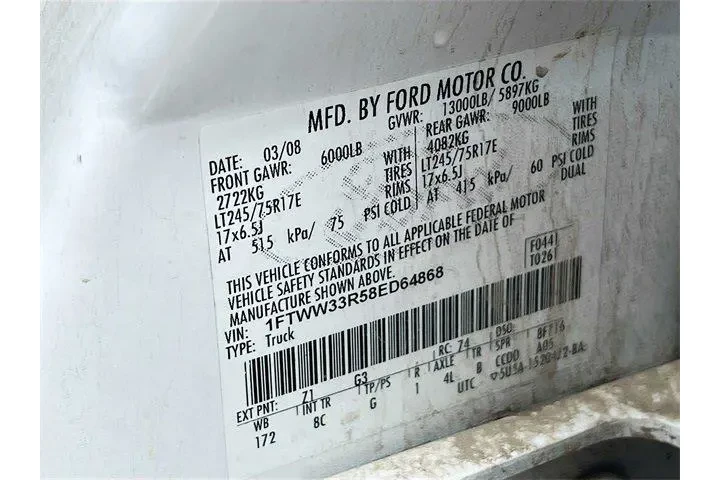 MFD. BY FORD MOTOR CO.
DATE: 03/08 GVWR: 13000LB/ 5897KG
FRONT GAWR: 6000LB REAR GAWR: 9000LB
2722KG WITH 4082KG WITH
LT245/75R17E TIRES LT245/75R17E TIRES
17x6.5J RIMS 17x6.5J RIMS
AT 515 kPa/ 75 PSI COLD AT 415 kPa/ 60 PSI COLD
DUAL
THIS VEHICLE CONFORMS TO ALL APPLICABLE FEDERAL MOTOR
VEHICLE SAFETY STANDARDS IN EFFECT ON THE DATE OF
MANUFACTURE SHOWN ABOVE.
F0441
T0261
VIN: 1FTWW33R58ED64868
TYPE: Truck
EXT PNT: Z1 G3 RC: 74 DSO:
WB INT TR TP/PS R AXLE TR SPR
172 8C G 1 4L B CCDD A05
UTC